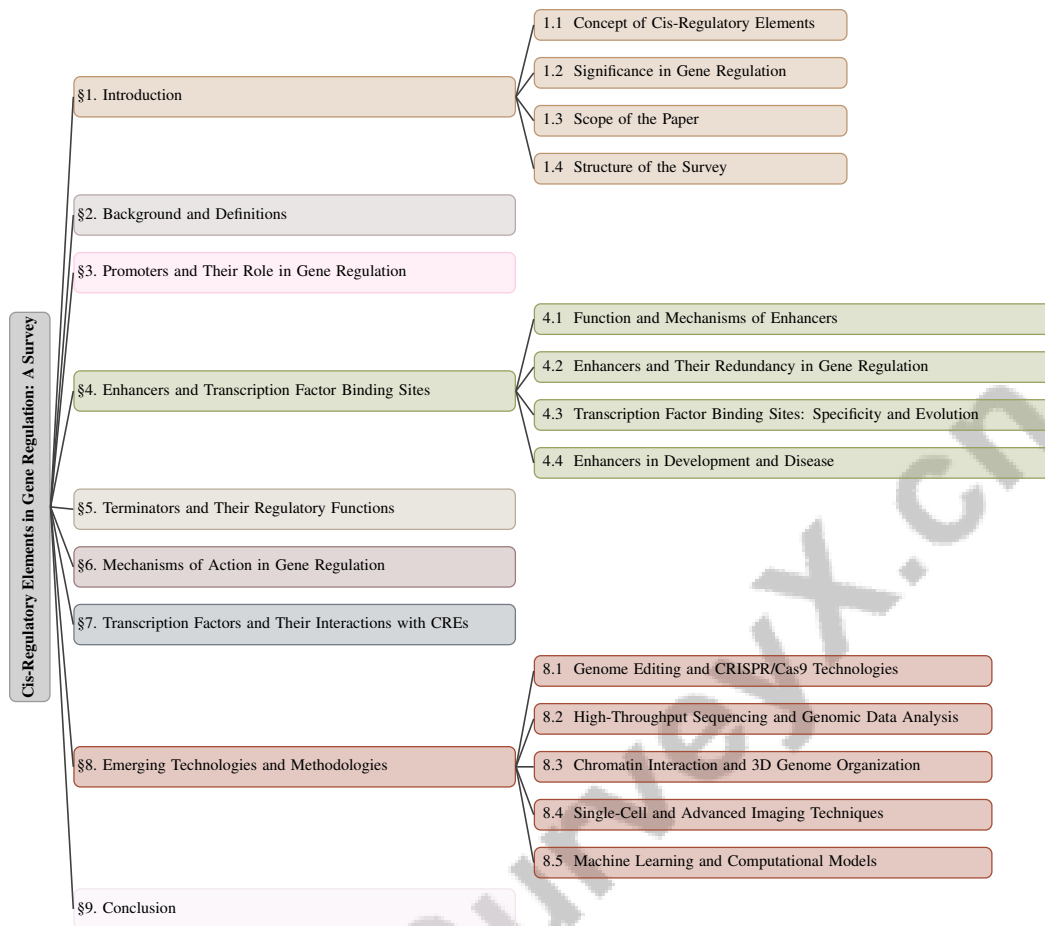 Cis-Regulatory Elements in Gene Regulation: A Survey
§1. Introduction
1.1 Concept of Cis-Regulatory Elements
1.2 Significance in Gene Regulation
1.3 Scope of the Paper
1.4 Structure of the Survey
§2. Background and Definitions
§3. Promoters and Their Role in Gene Regulation
§4. Enhancers and Transcription Factor Binding Sites
4.1 Function and Mechanisms of Enhancers
4.2 Enhancers and Their Redundancy in Gene Regulation
4.3 Transcription Factor Binding Sites: Specificity and Evolution
4.4 Enhancers in Development and Disease
§5. Terminators and Their Regulatory Functions
§6. Mechanisms of Action in Gene Regulation
§7. Transcription Factors and Their Interactions with CREs
§8. Emerging Technologies and Methodologies
8.1 Genome Editing and CRISPR/Cas9 Technologies
8.2 High-Throughput Sequencing and Genomic Data Analysis
8.3 Chromatin Interaction and 3D Genome Organization
8.4 Single-Cell and Advanced Imaging Techniques
8.5 Machine Learning and Computational Models
§9. Conclusion
urveyx.cn